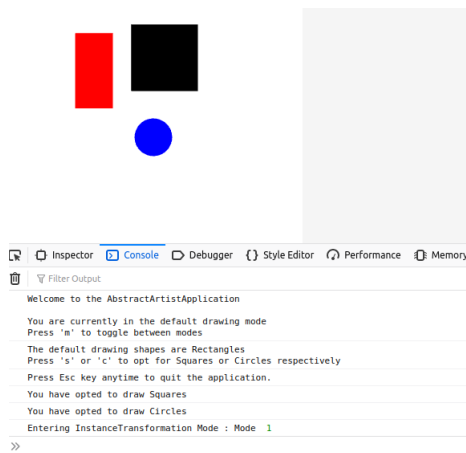 Inspector Console Debugger Style Editor Performance Memory
Filter Output
Welcome to the AbstractArtistApplication
You are currently in the default drawing mode
Press 'm' to toggle between modes
The default drawing shapes are Rectangles
Press 's' or 'c' to opt for Squares or Circles respectively
Press Esc key anytime to quit the application.
You have opted to draw Squares
You have opted to draw Circles
Entering InstanceTransformation Mode : Mode 1